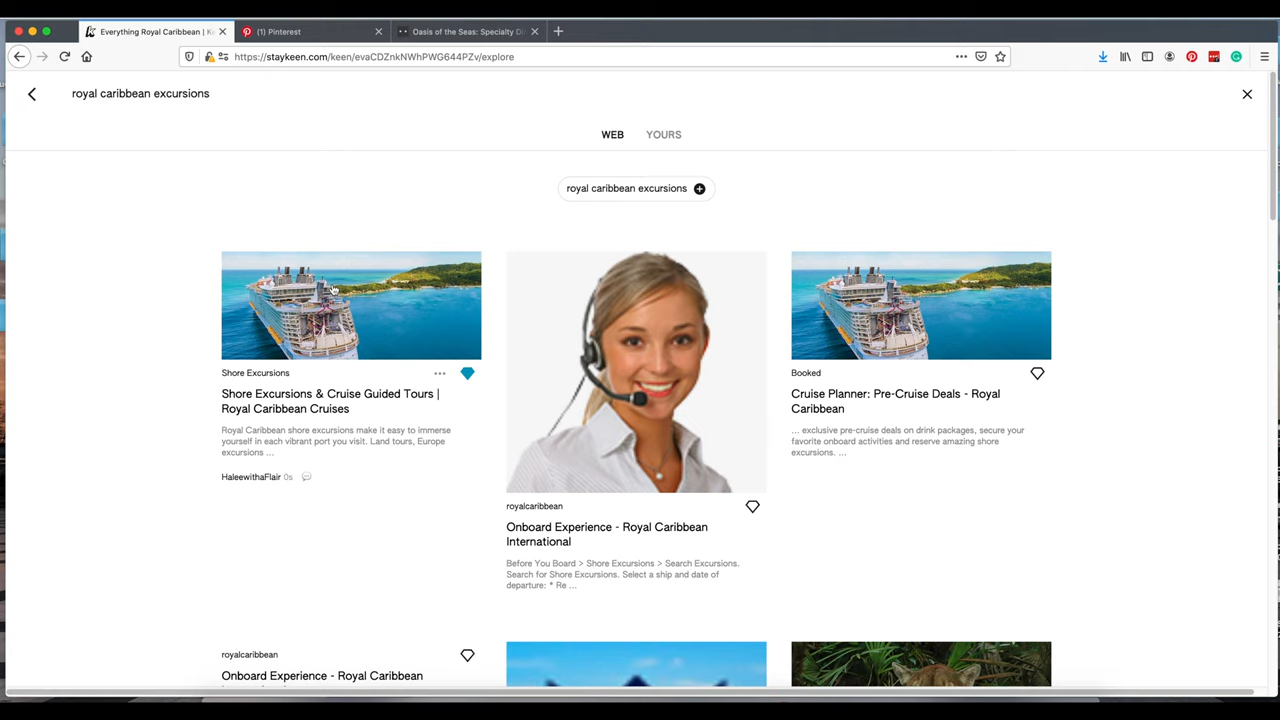 Everything Royal Caribbean | Ke
(1) Pinterest
Oasis of the Seas: Specialty Di
https://staykeen.com/keen/evaCDZnkNWhPWG644PZv/explore
royal caribbean excursions
WEB
YOURS
royal caribbean excursions
Shore Excursions
Shore Excursions & Cruise Guided Tours |
Royal Caribbean Cruises
Royal Caribbean shore excursions make it easy to immerse
yourself in each vibrant port you visit. Land tours, Europe
excursions ...
HaleewithaFlair 0s
royalcaribbean
Onboard Experience - Royal Caribbean
International
Before You Board > Shore Excursions > Search Excursions.
Search for Shore Excursions. Select a ship and date of
departure: * Re ...
Booked
Cruise Planner: Pre-Cruise Deals - Royal
Caribbean
... exclusive pre-cruise deals on drink packages, secure your
favorite onboard activities and reserve amazing shore
excursions. ...
royalcaribbean
Onboard Experience - Royal Caribbean